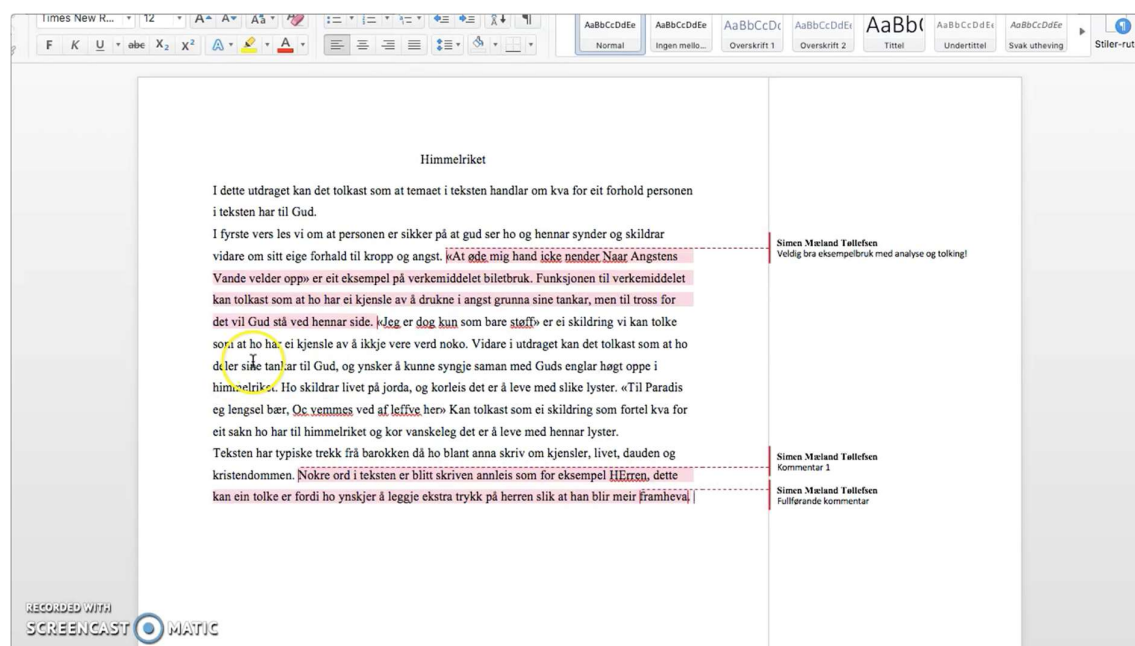 Times New R... 12 A A Aa
F K U abe X2 X2 A A
AaBbCcDdEe AaBbCcDdEe AaBbCcDc AaBbCcDdEe AaBb( AaBbCcDdEe AaBbCcDdEe
Normal Ingen mello... Overskrift 1 Overskrift 2 Tittel Undertittel Svak utheving Stiler-rut
Himmelriket
I dette utdraget kan det tolkast som at temaet i teksten handlar om kva for eit forhold personen
i teksten har til Gud.
I fyrste vers les vi om at personen er sikker på at gud ser ho og hennar synder og skildrar
vidare om sitt eige forhald til kropp og angst. «At øde mig hand icke nender Naar Angstens
Vande velder opp» er eit eksempel på verkemiddelet biletbruk. Funksjonen til verkemiddelet
kan tolkast som at ho har ei kjensle av å drukne i angst grunna sine tankar, men til tross for
det vil Gud stå ved hennar side. «Jeg er dog kun som bare støff» er ei skildring vi kan tolke
som at ho har ei kjensle av å ikkje vere verd noko. Vidare i utdraget kan det tolkast som at ho
deler sine tankar til Gud, og ynsker å kunne syngje saman med Guds englar høgt oppe i
himmelriket. Ho skildrar livet på jorda, og korleis det er å leve med slike lyster. «Til Paradis
eg lengsel bær, Oc vemmes ved af leffve her» Kan tolkast som ei skildring som fortel kva for
eit sakn ho har til himmelriket og kor vanskeleg det er å leve med hennar lyster.
Teksten har typiske trekk frå barokken då ho blant anna skriv om kjensler, livet, dauden og
kristendommen. Nokre ord i teksten er blitt skriven annleis som for eksempel HErren, dette
kan ein tolke er fordi ho ynskjer å leggje ekstra trykk på herren slik at han blir meir framheva.
Simen Mæland Tøllefsen
Veldig bra eksempelbruk med analyse og tolking!
Simen Mæland Tøllefsen
Kommentar 1
Simen Mæland Tøllefsen
Fullførande kommentar
RECORDED WITH
SCREENCAST MATIC